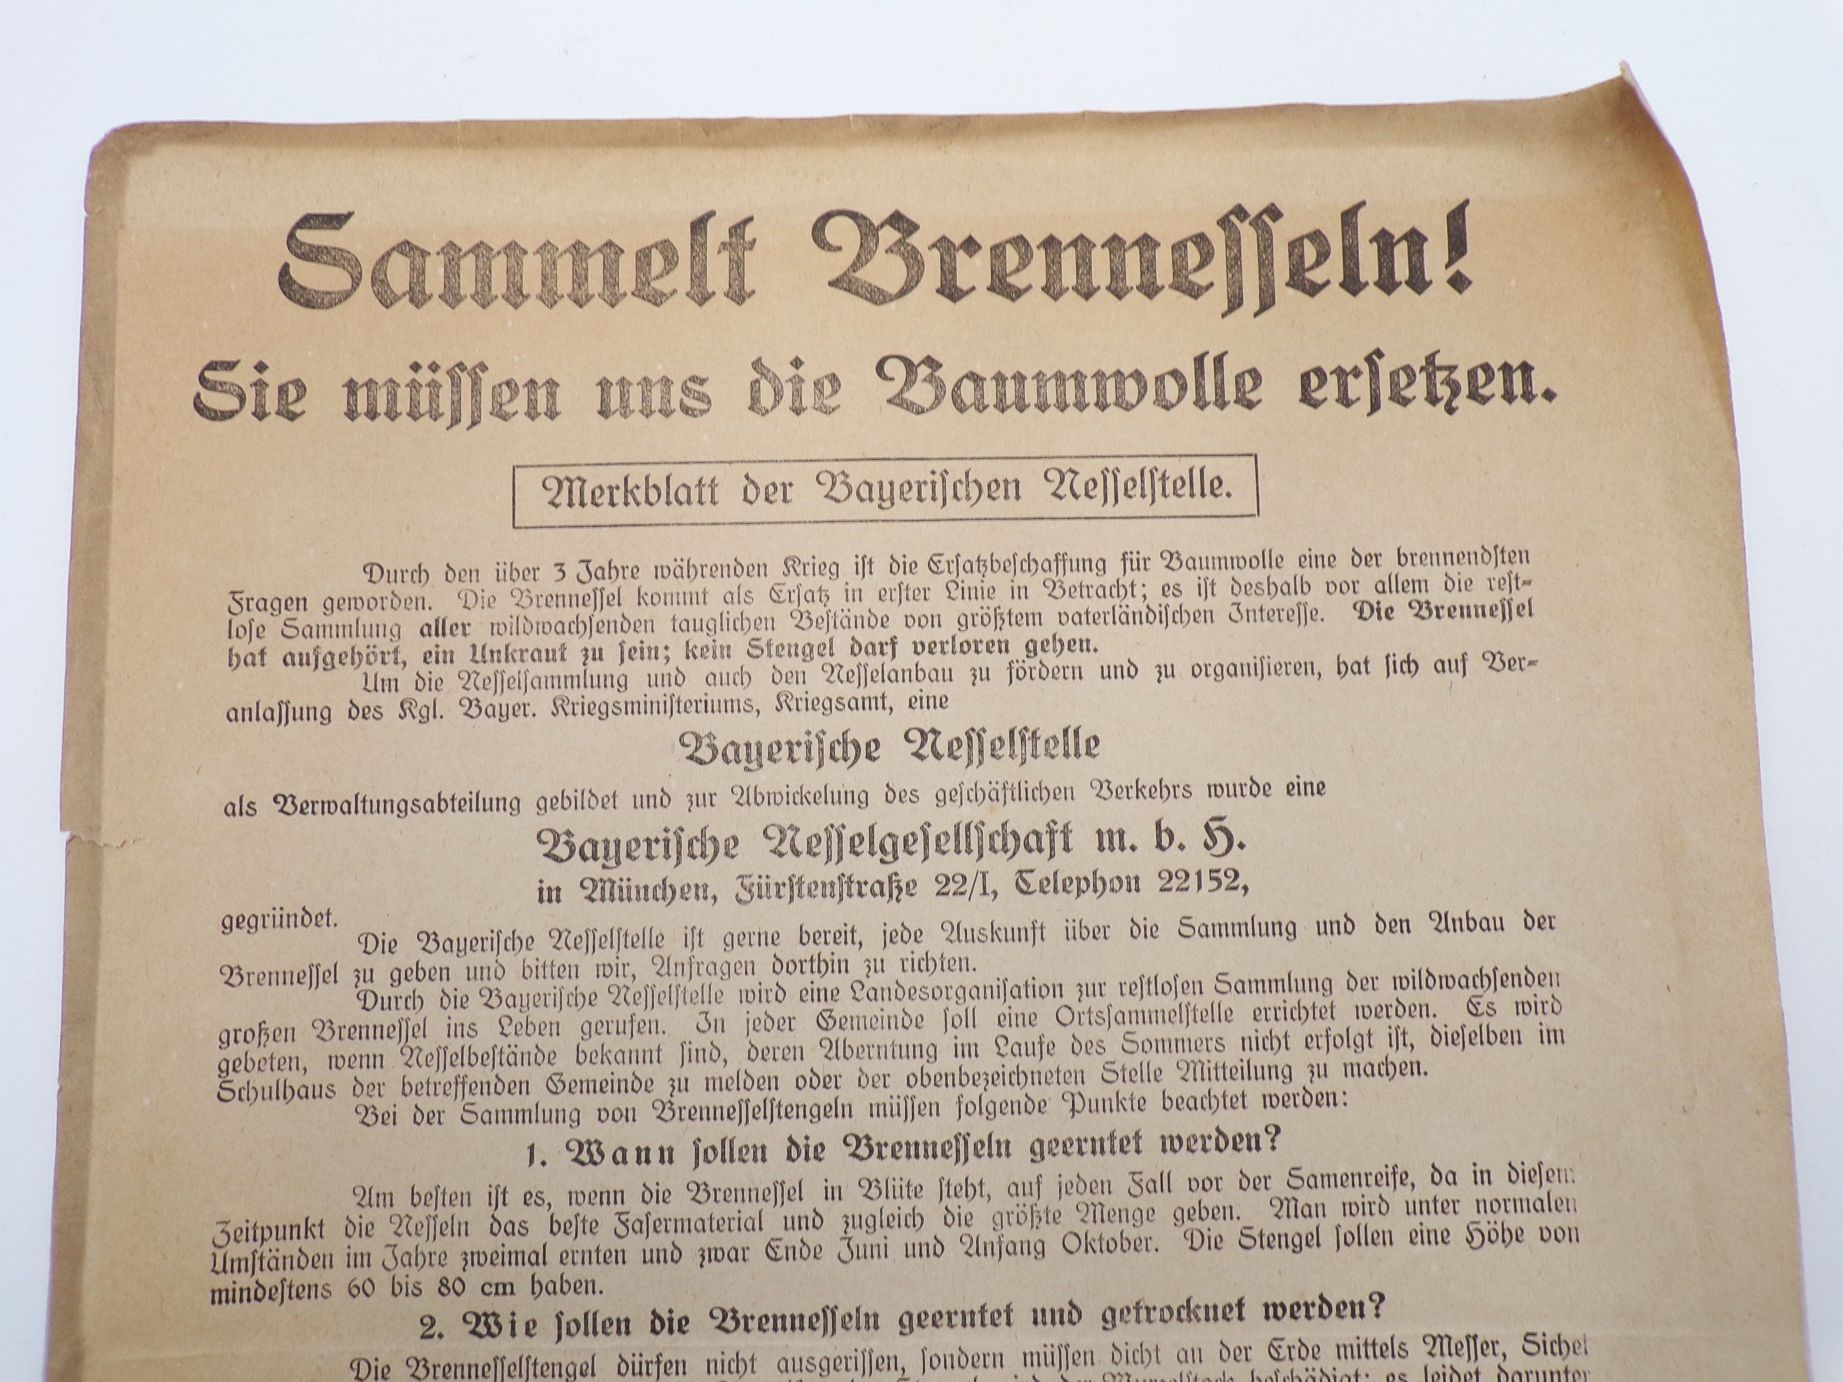 Sammelt Brennesseln!
Sie müssen uns die Baumwolle ersetzen.
Merkblatt der Bayerischen Nesselstelle.
Durch den über 3 Jahre währenden Krieg ist die Ersatzbeschaffung für Baumwolle eine der brennendsten
Fragen geworden. Die Brennessel kommt als Ersatz in erster Linie in Betracht; es ist deshalb vor allem die rest-
lose Sammlung aller wildwachsenden tauglichen Bestände von größtem vaterländischen Interesse. Die Brennessel
hat aufgehört, ein Unkraut zu sein; kein Stengel darf verloren gehen.
Um die Nesselsammlung und auch den Nesselanbau zu fördern und zu organisieren, hat sich auf Ver-
anlassung des Kgl. Bayer. Kriegsministeriums, Kriegsamt, eine
Bayerische Nesselstelle
als Verwaltungsabteilung gebildet und zur Abwickelung des geschäftlichen Verkehrs wurde eine
Bayerische Nesselgesellschaft m. b. H.
in München, Fürstenstraße 22/I, Telephon 22152,
gegründet.
Die Bayerische Nesselstelle ist gerne bereit, jede Auskunft über die Sammlung und den Anbau der
Brennessel zu geben und bitten wir, Anfragen dorthin zu richten.
Durch die Bayerische Nesselstelle wird eine Landesorganisation zur restlosen Sammlung der wildwachsenden
großen Brennessel ins Leben gerufen. In jeder Gemeinde soll eine Ortssammelstelle errichtet werden. Es wird
gebeten, wenn Nesselbestände bekannt sind, deren Aberntung im Laufe des Sommers nicht erfolgt ist, dieselben im
Schulhaus der betreffenden Gemeinde zu melden oder der obenbezeichneten Stelle Mitteilung zu machen.
Bei der Sammlung von Brennesselstengeln müssen folgende Punkte beachtet werden:
1. Wann sollen die Brennesseln geerntet werden?
Am besten ist es, wenn die Brennessel in Blüte steht, auf jeden Fall vor der Samenreife, da in diesem
Zeitpunkt die Nesseln das beste Fasermaterial und zugleich die größte Menge geben. Man wird unter normalen
Umständen im Jahre zweimal ernten und zwar Ende Juni und Anfang Oktober. Die Stengel sollen eine Höhe von
mindestens 60 bis 80 cm haben.
2. Wie sollen die Brennesseln geerntet und getrocknet werden?
Die Brennesselstengel dürfen nicht ausgerissen, sondern müssen dicht an der Erde mittels Messer, Sichel
der Wurzelstock beschädigt; es leidet darunter